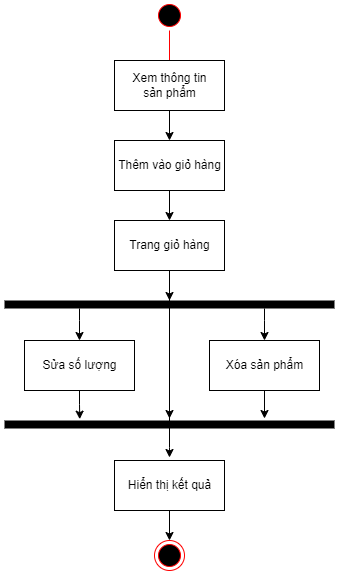 Xem thông tin
sản phẩm
Thêm vào giỏ hàng
Trang giỏ hàng
Sửa số lượng
Xóa sản phẩm
Hiển thị kết quả